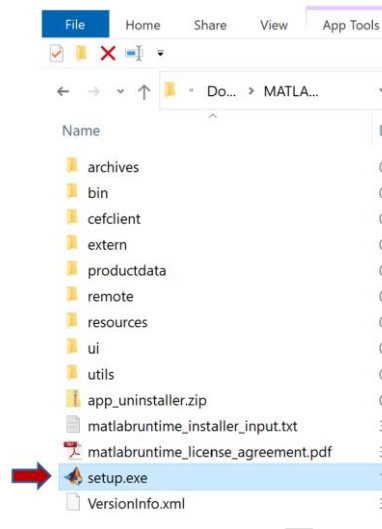 File Home Share View App Tools
Do... > MATLA...
Name
archives
bin
cefclient
extern
productdata
remote
resources
ui
utils
app_uninstaller.zip
matlabruntime_installer_input.txt
matlabruntime_license_agreement.pdf
setup.exe
VersionInfo.xml